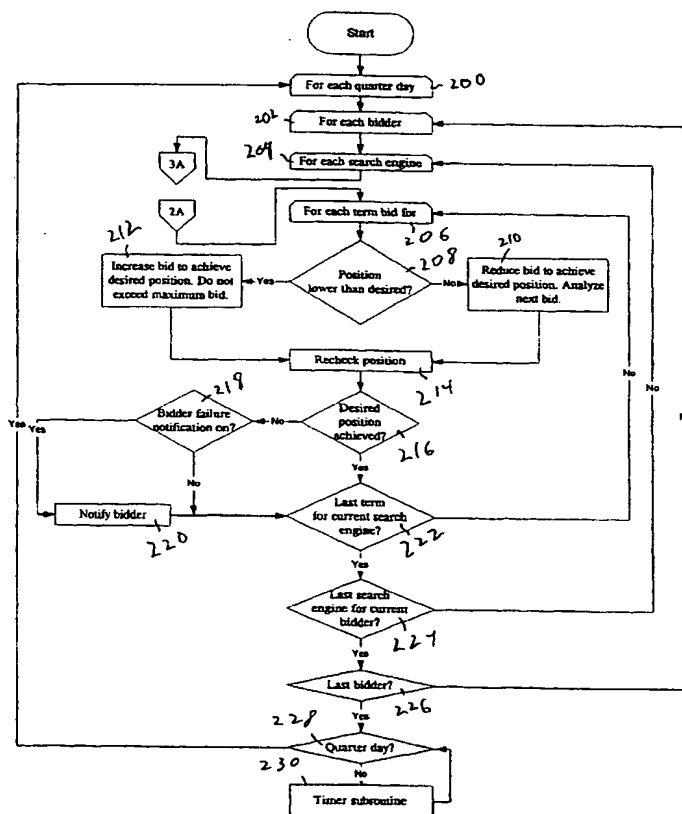 Start
For each quarter day
200
202
For each bidder
204
For each search engine
3A
2A
For each term bid for
206
212
Increase bid to achieve
desired position. Do not
exceed maximum bid.
Yes
Position
lower than desired?
208
No
210
Reduce bid to achieve
desired position. Analyze
next bid.
Recheck position
214
No
No
218
Bidder failure
notification on?
No
Desired
position
achieved?
216
Yes
Yes
No
Yes
Notify bidder
220
Last term
for current search
engine?
222
Yes
Last search
engine for current
bidder?
224
Yes
Last bidder?
226
Yes
228
Quarter day?
No
230
Timer subroutine